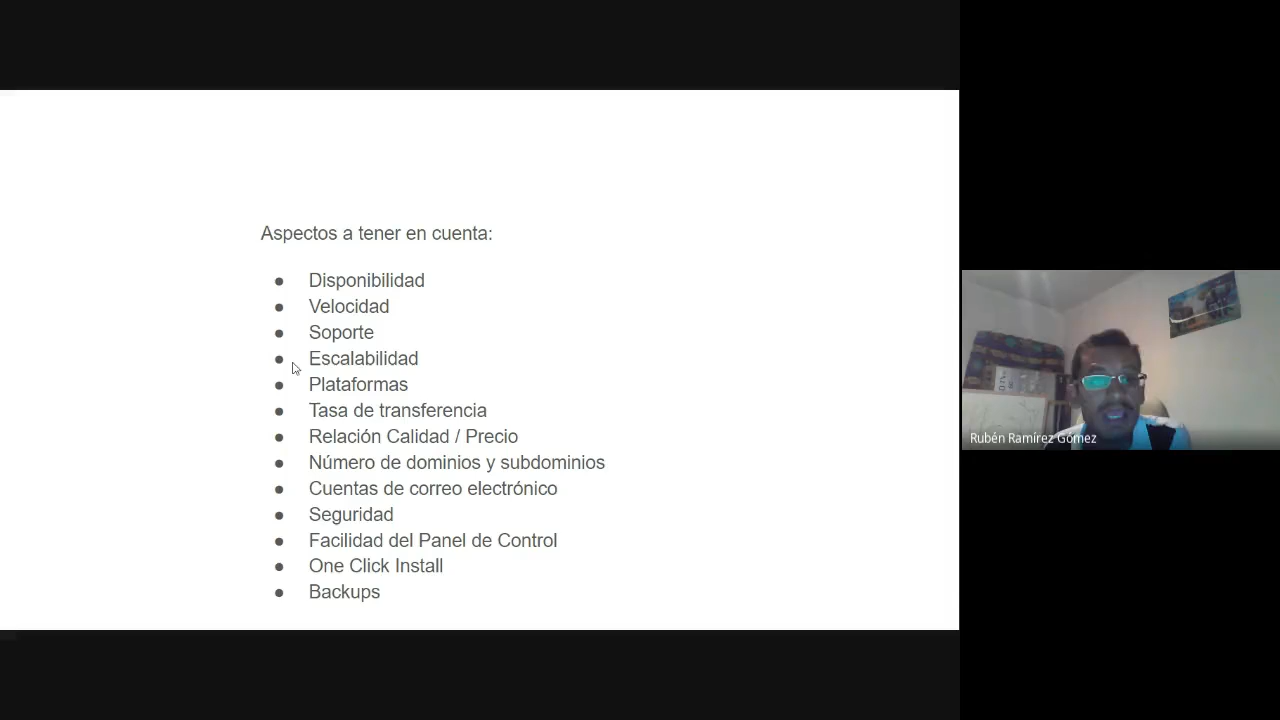 Aspectos a tener en cuenta:
● Disponibilidad
● Velocidad
● Soporte
● Escalabilidad
● Plataformas
● Tasa de transferencia
● Relación Calidad / Precio
● Número de dominios y subdominios
● Cuentas de correo electrónico
● Seguridad
● Facilidad del Panel de Control
● One Click Install
● Backups
Rubén Ramírez Gómez